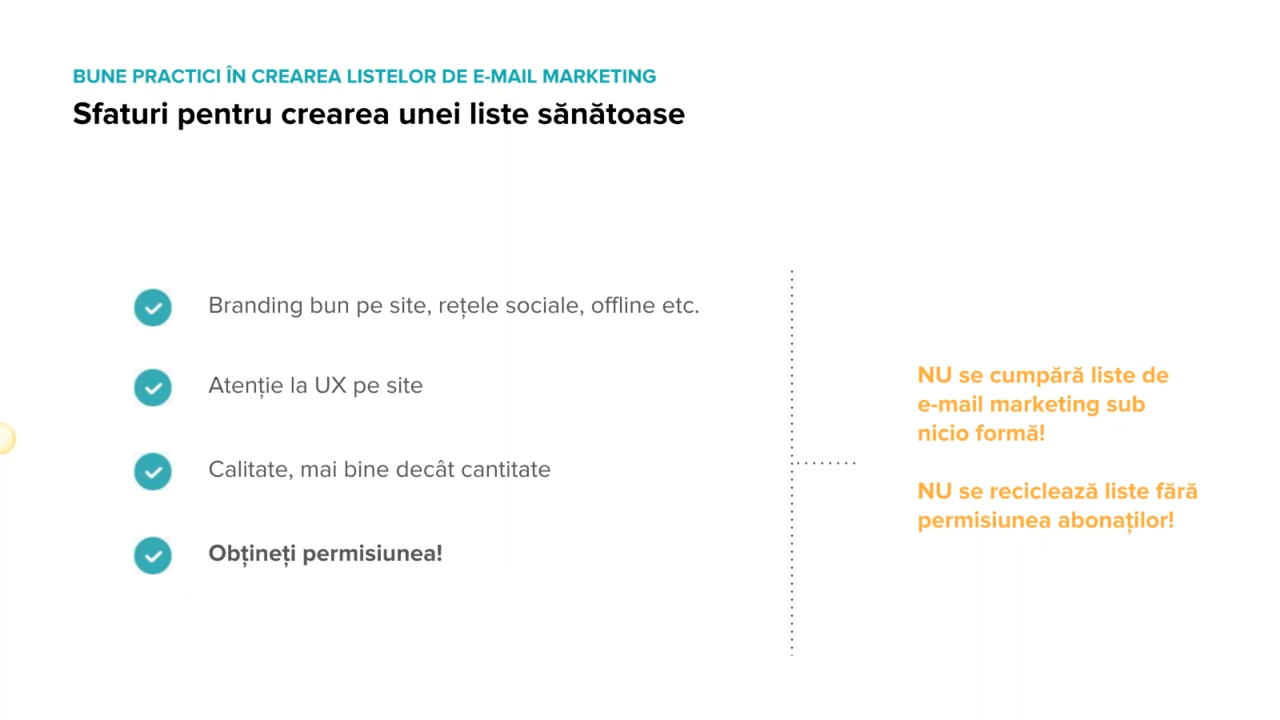 BUNE PRACTICI ÎN CREAREA LISTELOR DE E-MAIL MARKETING
Sfaturi pentru crearea unei liste sănătoase
Branding bun pe site, rețele sociale, offline etc.
Atenție la UX pe site
Calitate, mai bine decât cantitate
Obțineți permisiunea!
NU se cumpără liste de
e-mail marketing sub
nicio formă!
NU se reciclează liste fără
permisiunea abonaților!